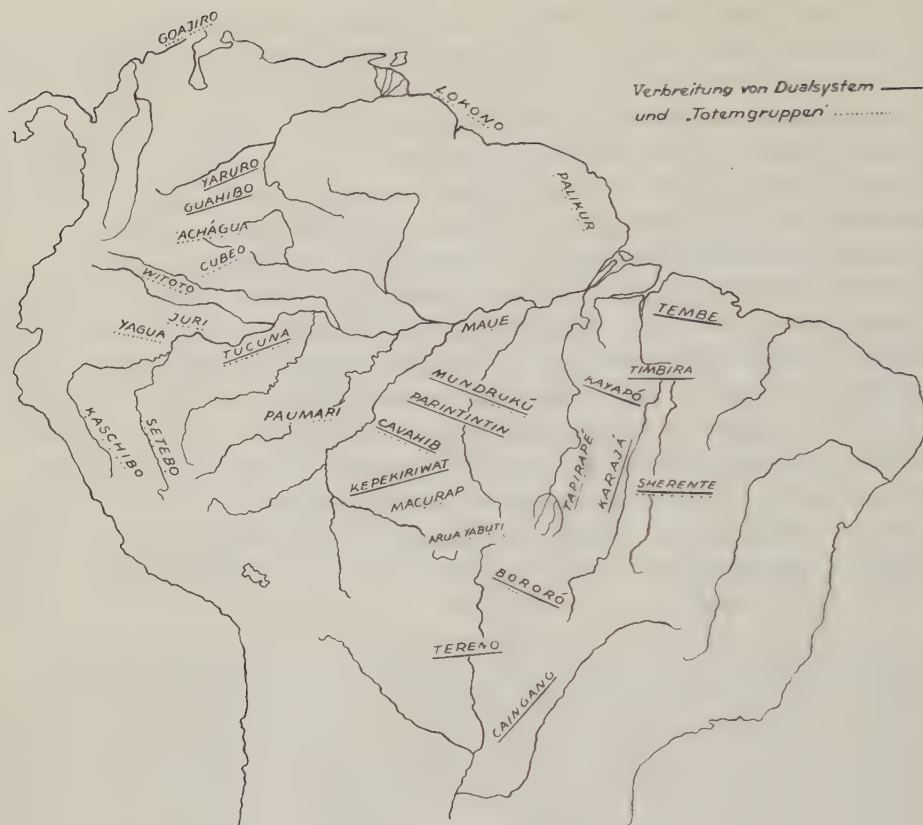 GOAJIRO
LOKONO
Verbreitung von Dualsystem
und „Totemgruppen"
YARURO
GUAHIBO
PALIKUR
ACHÁGUA
CUBEO
WITOTO
JURI
YAGUA
TUCUNA
MAUE
TEMBE
TIMBIRA
KAYAPÓ
MUNDRUKÚ
PARINTINTIN
PAUMARI
CAVAHIB
KASCHIBO
SETEBO
TAPIRAPÉ
KARAJÁ
KEPEKIRIWAT
SHERENTE
MACURAP
ARUA YABUTI
BORORÓ
TERENO
CAINGANG